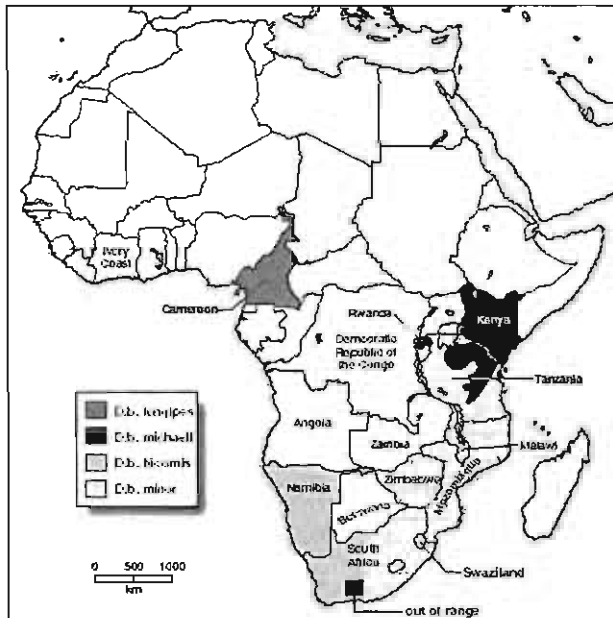 Ivory
Coast
Cameroon
Rwanda
Democratic
Republic of
the Congo
Kenya
Tanzania
Angola
Zambia
Malawi
Mozambique
Zimbabwe
Namibia
Botswana
South
Africa
Swaziland
out of range
D.b. longipes
D.b. michaeli
D.b. bicornis
D.b. minor
0 500 1000
km